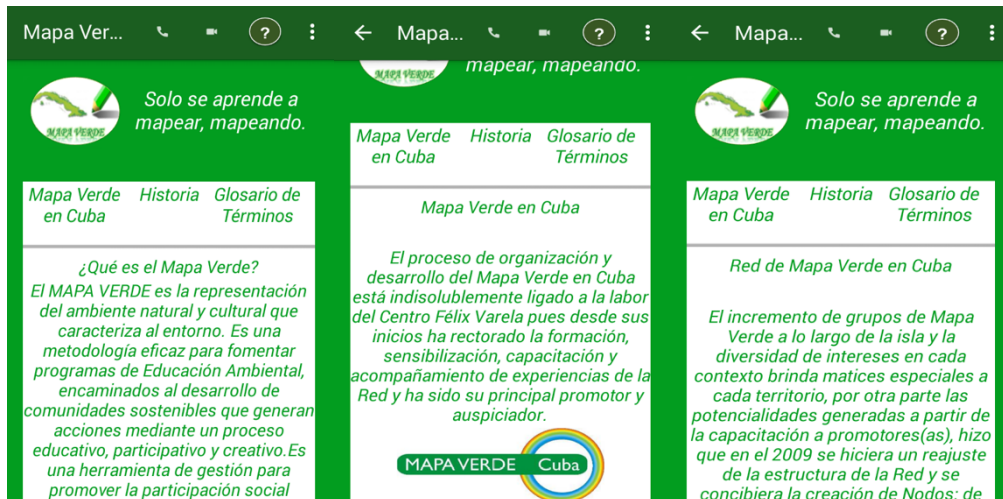 Mapa Ver...
?
MAPA VERDE
Solo se aprende a
mapear, mapeando.
Mapa Verde
en Cuba
Historia
Glosario de
Términos
¿Qué es el Mapa Verde?
El MAPA VERDE es la representación
del ambiente natural y cultural que
caracteriza al entorno. Es una
metodología eficaz para fomentar
programas de Educación Ambiental,
encaminados al desarrollo de
comunidades sostenibles que generan
acciones mediante un proceso
educativo, participativo y creativo.Es
una herramienta de gestión para
promover la participación social
Mapa...
?
MAPA VERDE
mapear, mapeando.
Mapa Verde
en Cuba
Historia
Glosario de
Términos
Mapa Verde en Cuba
El proceso de organización y
desarrollo del Mapa Verde en Cuba
está indisolublemente ligado a la labor
del Centro Félix Varela pues desde sus
inicios ha rectorado la formación,
sensibilización, capacitación y
acompañamiento de experiencias de la
Red y ha sido su principal promotor y
auspiciador.
MAPA VERDE Cuba
Mapa...
?
MAPA VERDE
Solo se aprende a
mapear, mapeando.
Mapa Verde
en Cuba
Historia
Glosario de
Términos
Red de Mapa Verde en Cuba
El incremento de grupos de Mapa
Verde a lo largo de la isla y la
diversidad de intereses en cada
contexto brinda matices especiales a
cada territorio, por otra parte las
potencialidades generadas a partir de
la capacitación a promotores(as), hizo
que en el 2009 se hiciera un reajuste
de la estructura de la Red y se
concibiera la creación de Nodos; de